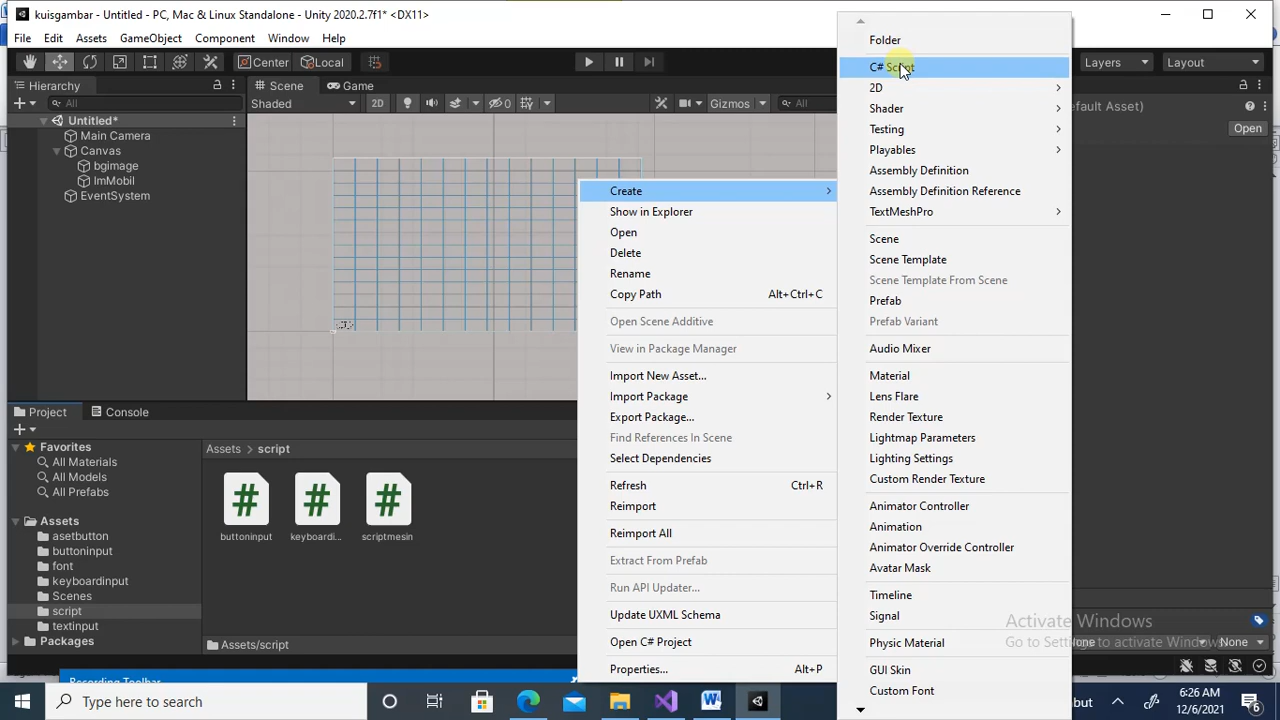 kuisgambar - Untitled - PC, Mac & Linux Standalone - Unity 2020.2.7f1* <DX11>
File Edit Assets GameObject Component Window Help
Center Local
Layers Layout
Hierarchy
Scene Game
All
Shaded 2D 0 Gizmos All
Untitled*
Main Camera
Canvas
bgimage
ImMobil
EventSystem
Folder
C# Script
2D
Shader
Testing
Playables
Assembly Definition
Assembly Definition Reference
TextMeshPro
Scene
Scene Template
Scene Template From Scene
Prefab
Prefab Variant
Audio Mixer
Material
Lens Flare
Render Texture
Lightmap Parameters
Lighting Settings
Custom Render Texture
Animator Controller
Animation
Animator Override Controller
Avatar Mask
Timeline
Signal
Physic Material
GUI Skin
Custom Font
efault Asset)
Open
Create
Show in Explorer
Open
Delete
Rename
Copy Path Alt+Ctrl+C
Open Scene Additive
View in Package Manager
Import New Asset...
Import Package
Export Package...
Find References In Scene
Select Dependencies
Refresh Ctrl+R
Reimport
Reimport All
Extract From Prefab
Run API Updater...
Update UXML Schema
Open C# Project
Properties... Alt+P
Project Console
Favorites
All Materials
All Models
All Prefabs
Assets
asetbutton
buttoninput
font
keyboardinput
Scenes
script
textinput
Packages
Assets > script
buttoninput keyboardi... scriptmesin
Assets/script
Activate Windows
Go to Settings to activate Windows.
None
Recording Toolbar
Type here to search
but
6:26 AM
12/6/2021
6